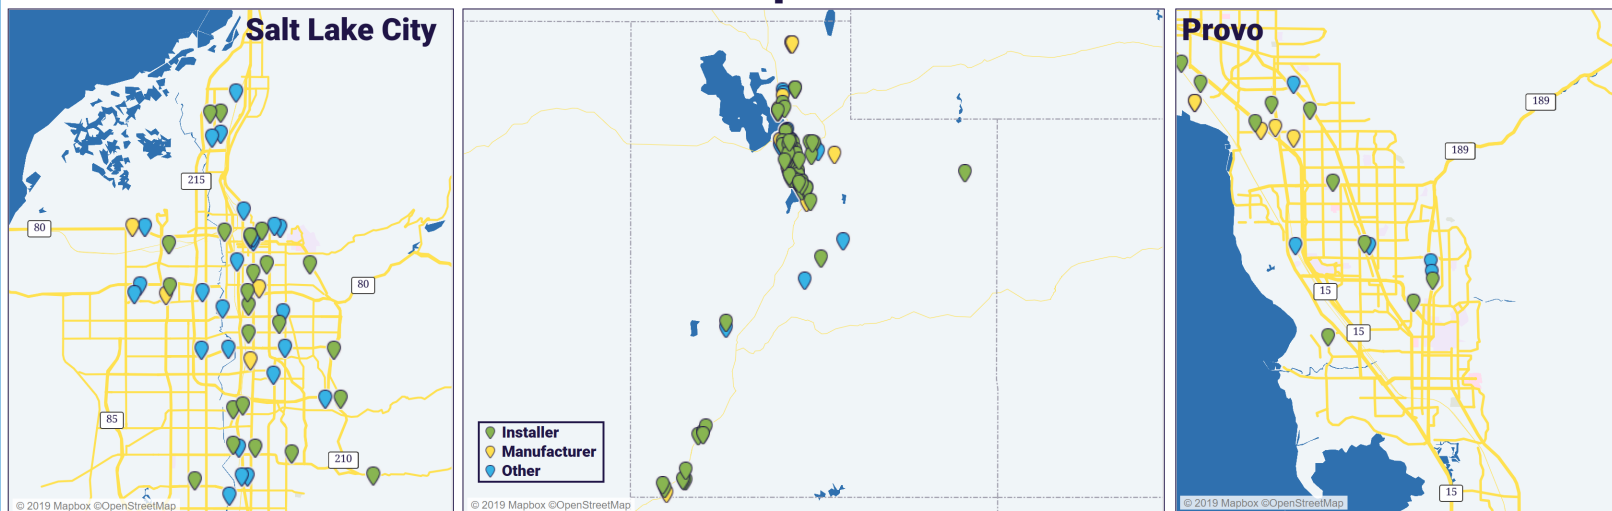 Salt Lake City
215
80
80
85
210
© 2019 Mapbox ©OpenStreetMap
Installer
Manufacturer
Other
© 2019 Mapbox ©OpenStreetMap
Provo
189
189
15
15
15
© 2019 Mapbox ©OpenStreetMap